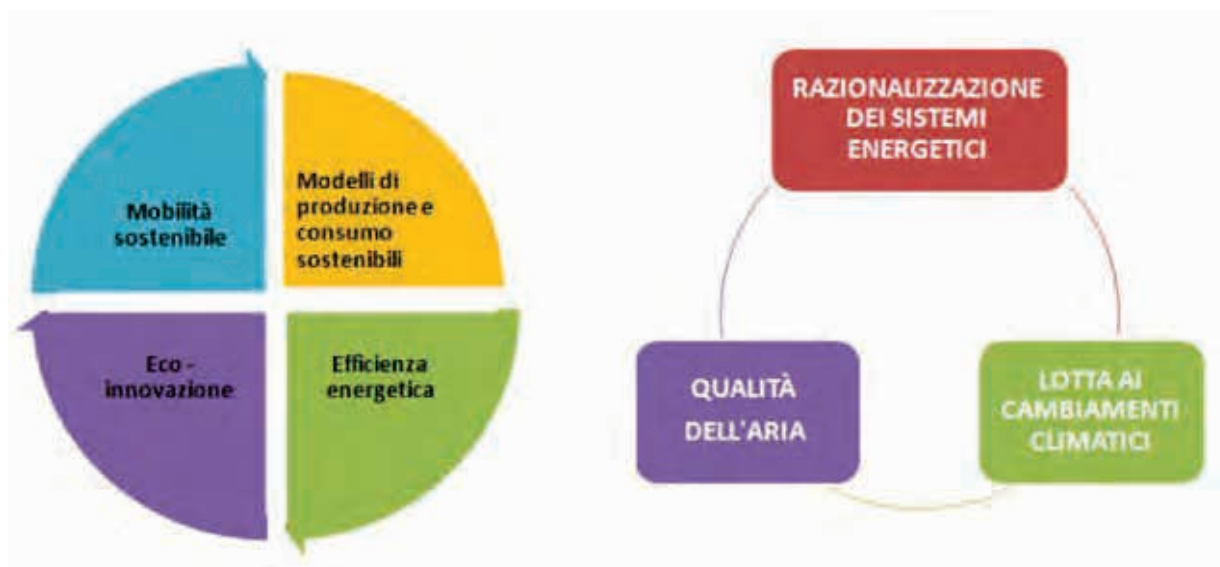 Mobilità
sostenibile
Modelli di
produzione e
consumo
sostenibili
Eco -
innovazione
Efficienza
energetica
RAZIONALIZZAZIONE
DEI SISTEMI
ENERGETICI
QUALITÀ
DELL'ARIA
LOTTA AI
CAMBIAMENTI
CLIMATICI